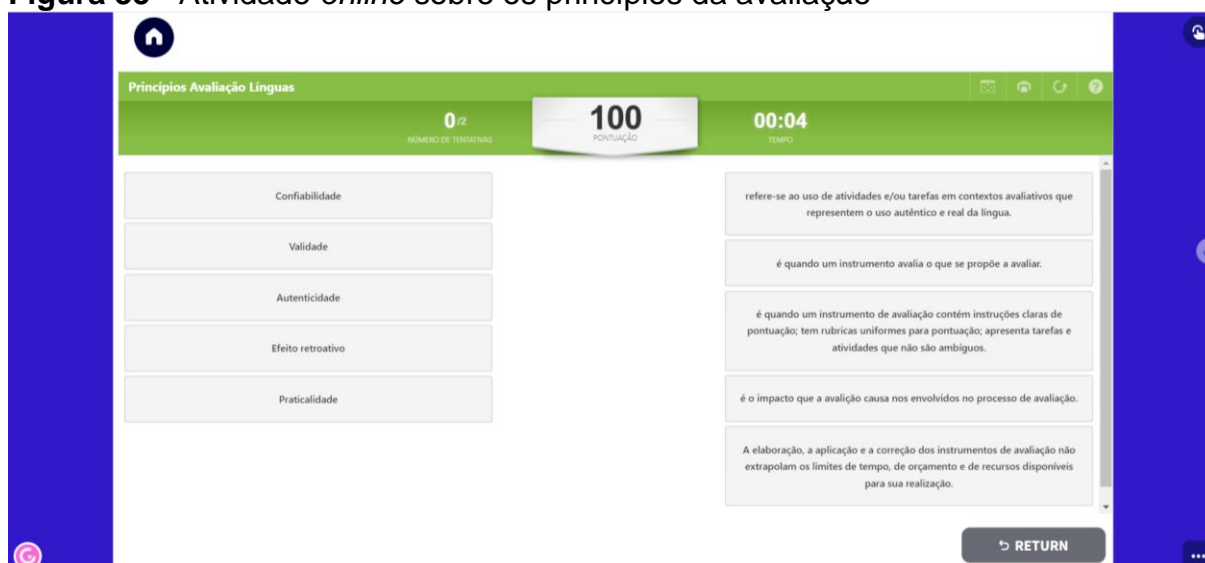 Figura 35 - Atividade online sobre os princípios da avaliação
Princípios Avaliação Línguas
0/2
NÚMERO DE TENTATIVAS
100
PONTUAÇÃO
00:04
TEMPO
Confiabilidade
Validade
Autenticidade
Efeito retroativo
Praticalidade
refere-se ao uso de atividades e/ou tarefas em contextos avaliativos que
representem o uso autêntico e real da língua.
é quando um instrumento avalia o que se propõe a avaliar.
é quando um instrumento de avaliação contém instruções claras de
pontuação; tem rubricas uniformes para pontuação; apresenta tarefas e
atividades que não são ambíguos.
é o impacto que a avalição causa nos envolvidos no processo de avaliação.
A elaboração, a aplicação e a correção dos instrumentos de avaliação não
extrapolam os limites de tempo, de orçamento e de recursos disponíveis
para sua realização.
RETURN